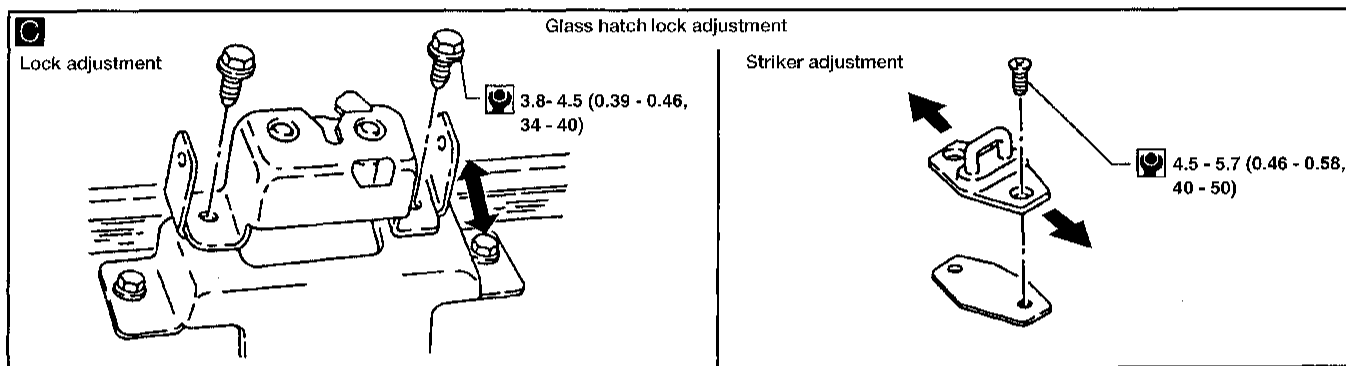 C
Glass hatch lock adjustment
Lock adjustment
3.8- 4.5 (0.39 - 0.46,
34 - 40)
Striker adjustment
4.5 - 5.7 (0.46 - 0.58,
40 - 50)